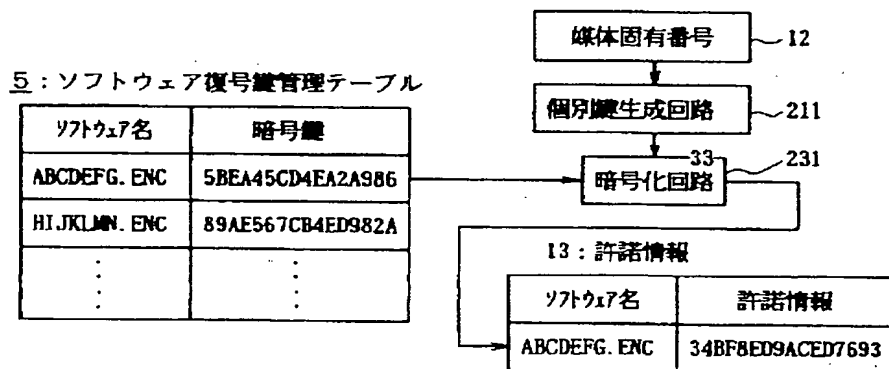 媒体固有番号 12
5:ソフトウェア復号鍵管理テーブル
個別鍵生成回路 211
ソフトウェア名 暗号鍵
33
暗号化回路 231
ABCDEFG.ENC 5BEA45CD4EA2A986
HIJKLMN.ENC 89AE567CB4ED982A
13:許諾情報
ソフトウェア名 許諾情報
ABCDEFG.ENC 34BF8ED9ACED7693